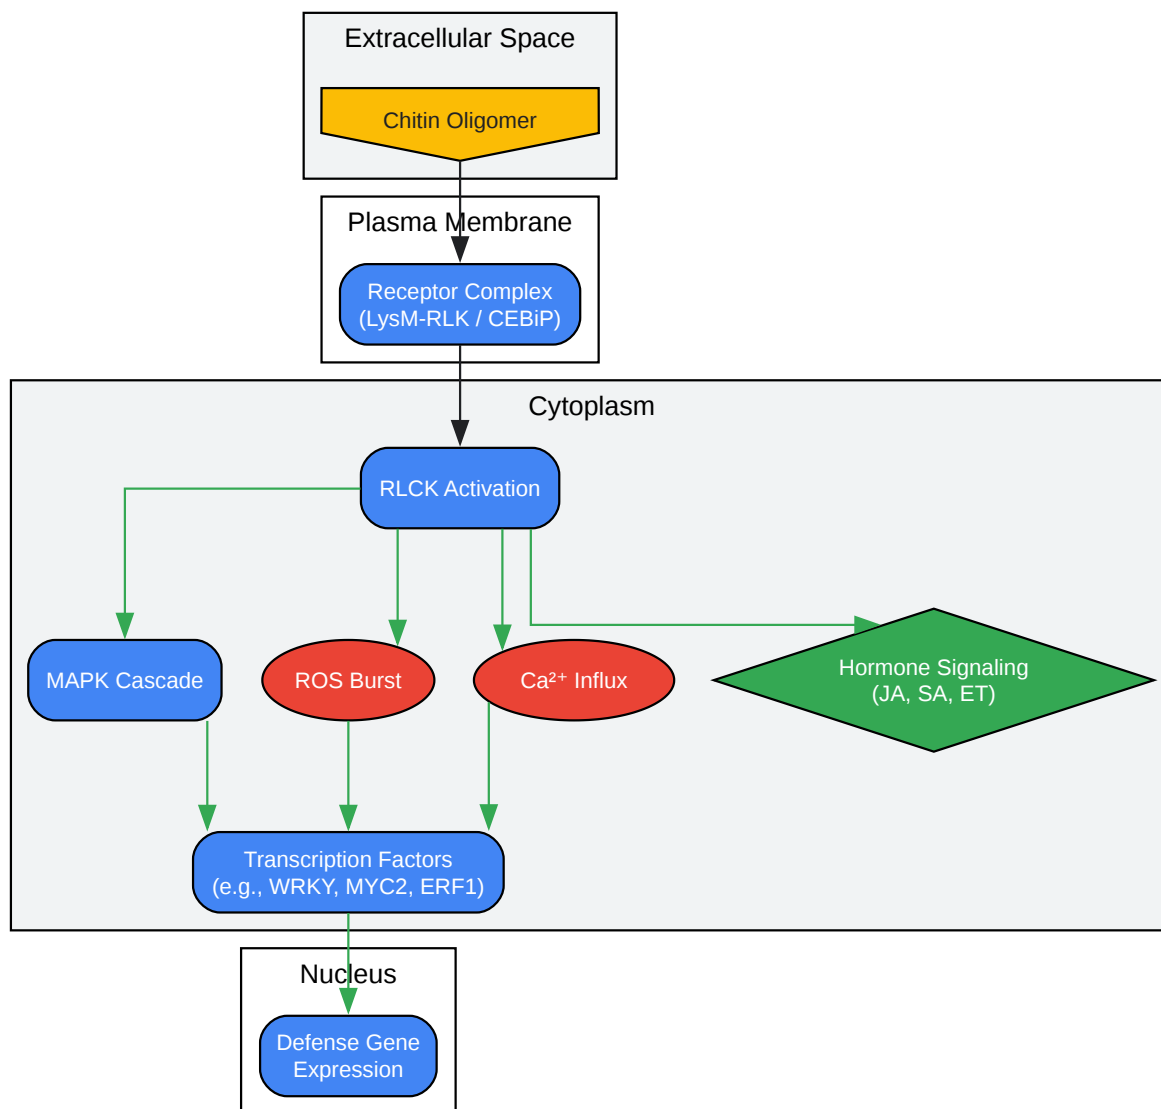 Extracellular Space
Chitin Oligomer
Plasma Membrane
Receptor Complex
(LysM-RLK / CEBiP)
Cytoplasm
RLCK Activation
MAPK Cascade
ROS Burst
Ca²⁺ Influx
Hormone Signaling
(JA, SA, ET)
Transcription Factors
(e.g., WRKY, MYC2, ERF1)
Nucleus
Defense Gene
Expression